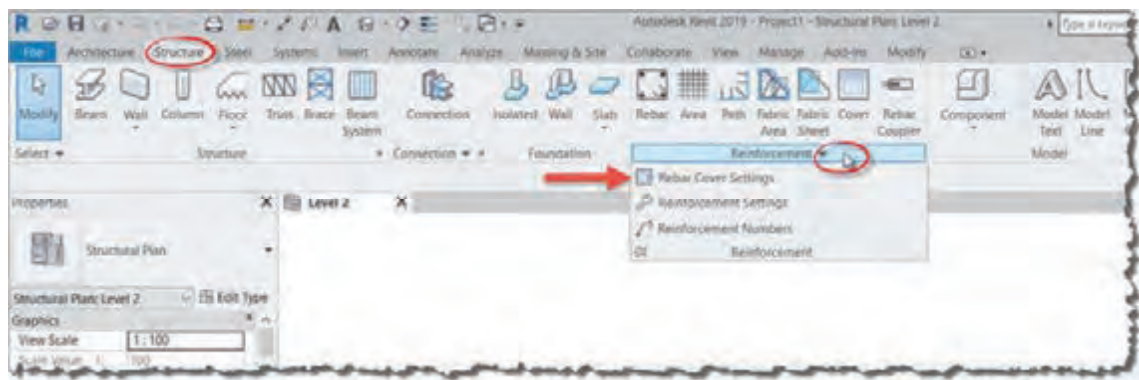 Autodesk Revit 2019 - Project1 - Structural Plan: Level 2
File Architecture Structure Steel Systems Insert Annotate Analyze Massing & Site Collaborate View Manage Add-Ins Modify
Modify Beam Wall Column Floor Truss Brace Beam System Connection Isolated Wall Slab Rebar Area Path Fabric Area Fabric Sheet Cover Rebar Coupler Component Model Text Model Line
Select Structure Connection Foundation Reinforcement Model
Rebar Cover Settings
Properties Level 2
Reinforcement Settings
Reinforcement Numbers
Structural Plan
Reinforcement
Structural Plan: Level 2 Edit Type
Graphics
View Scale 1 : 100
Scale Value 1: 100